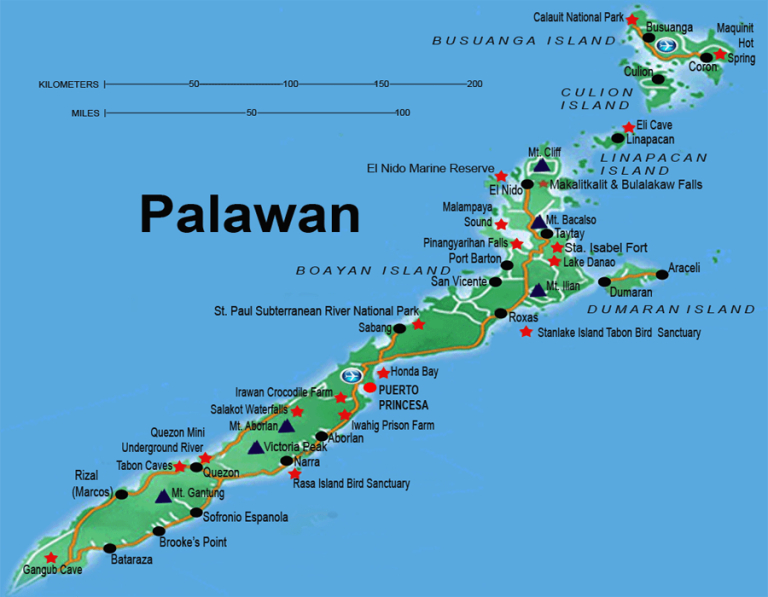 Calauit National Park
Busuanga
Maquinit
Hot
Spring
BUSUANGA ISLAND
Coron
Culion
KILOMETERS 50 100 150 200
CULION
ISLAND
MILES 50 100
Eli Cave
Linapacan
Mt. Cliff
LINAPACAN
ISLAND
El Nido Marine Reserve
El Nido
Makalitkalit & Bulalakaw Falls
Palawan
Malampaya
Sound
Mt. Bacalso
Taytay
Pinangyarihan Falls
Sta. Isabel Fort
Port Barton
Lake Danao
BOAYAN ISLAND
Araçeli
San Vicente
Mt. Ilian
Dumaran
DUMARAN ISLAND
St. Paul Subterranean River National Park
Roxas
Sabang
Stanlake Island Tabon Bird Sanctuary
Honda Bay
Irawan Crocodile Farm
PUERTO
PRINCESA
Salakot Waterfalls
Mt. Aborlan
Iwahig Prison Farm
Quezon Mini
Underground River
Aborlan
Victoria Peak
Tabon Caves
Quezon
Narra
Rizal
(Marcos)
Rasa Island Bird Sanctuary
Mt. Gantung
Sofronio Espanola
Brooke's Point
Bataraza
Gangub Cave